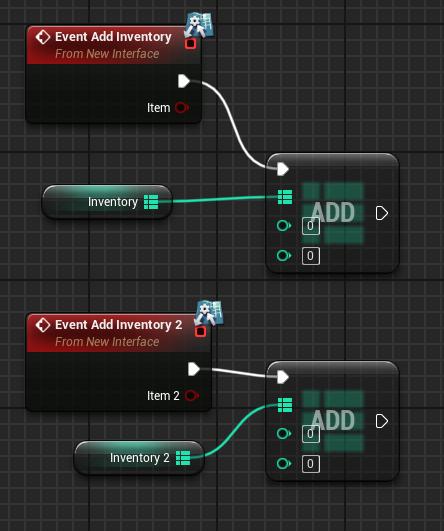 Event Add Inventory
From New Interface
Item
Inventory
ADD
0
0
Event Add Inventory 2
From New Interface
Item 2
Inventory 2
ADD
0
0